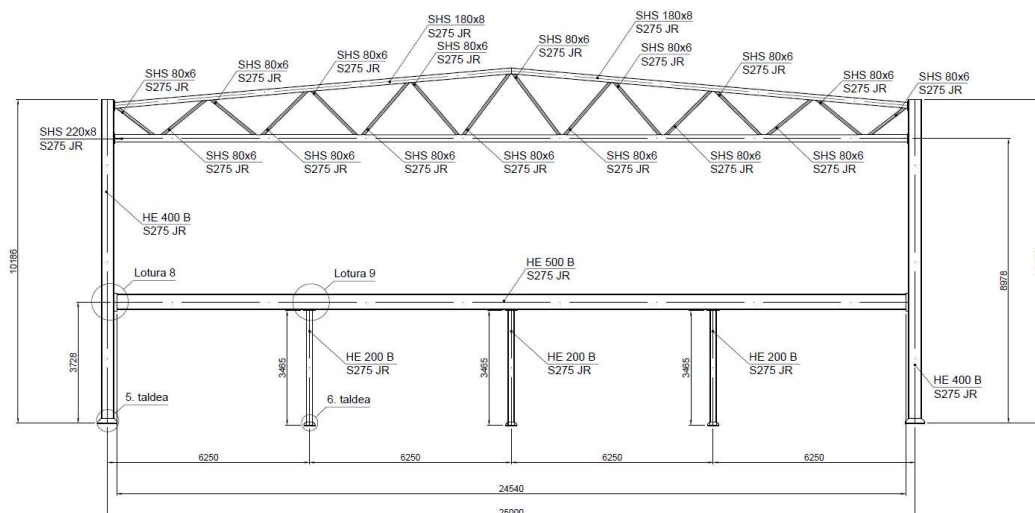 SHS 180x8
S275 JR
SHS 180x8
S275 JR
SHS 80x6
S275 JR
SHS 80x6
S275 JR
SHS 80x6
S275 JR
SHS 80x6
S275 JR
SHS 80x6
S275 JR
SHS 80x6
S275 JR
SHS 80x6
S275 JR
SHS 80x6
S275 JR
SHS 80x6
S275 JR
SHS 80x6
S275 JR
SHS 220x8
S275 JR
SHS 80x6
S275 JR
SHS 80x6
S275 JR
SHS 80x6
S275 JR
SHS 80x6
S275 JR
SHS 80x6
S275 JR
SHS 80x6
S275 JR
SHS 80x6
S275 JR
HE 400 B
S275 JR
10186
8978
Lotura 8
Lotura 9
HE 500 B
S275 JR
3728
3465
HE 200 B
S275 JR
3465
HE 200 B
S275 JR
3465
HE 200 B
S275 JR
HE 400 B
S275 JR
5. taldea
6. taldea
6250
6250
6250
6250
24540
25000